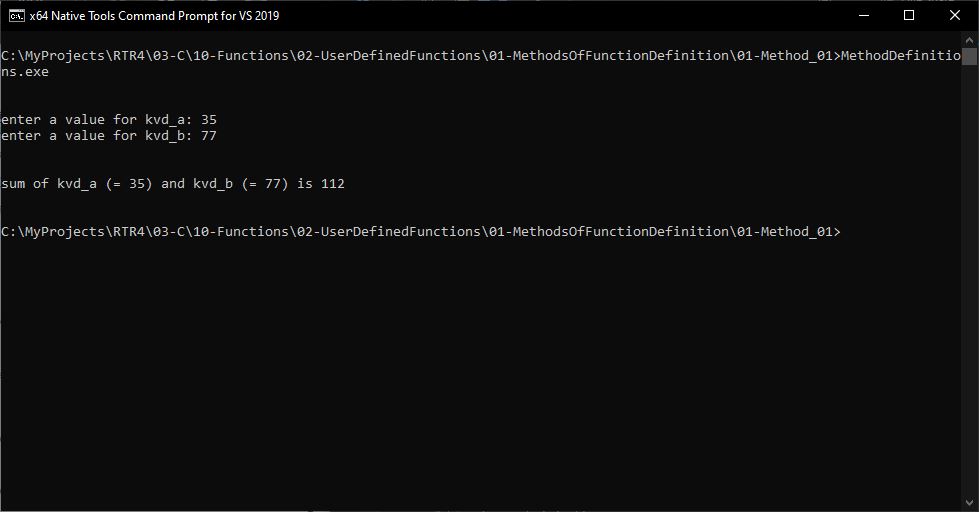 x64 Native Tools Command Prompt for VS 2019
C:\MyProjects\RTR4\03-C\10-Functions\02-UserDefinedFunctions\01-MethodsOfFunctionDefinition\01-Method_01>MethodDefinitio
ns.exe
enter a value for kvd_a: 35
enter a value for kvd_b: 77
sum of kvd_a (= 35) and kvd_b (= 77) is 112
C:\MyProjects\RTR4\03-C\10-Functions\02-UserDefinedFunctions\01-MethodsOfFunctionDefinition\01-Method_01>